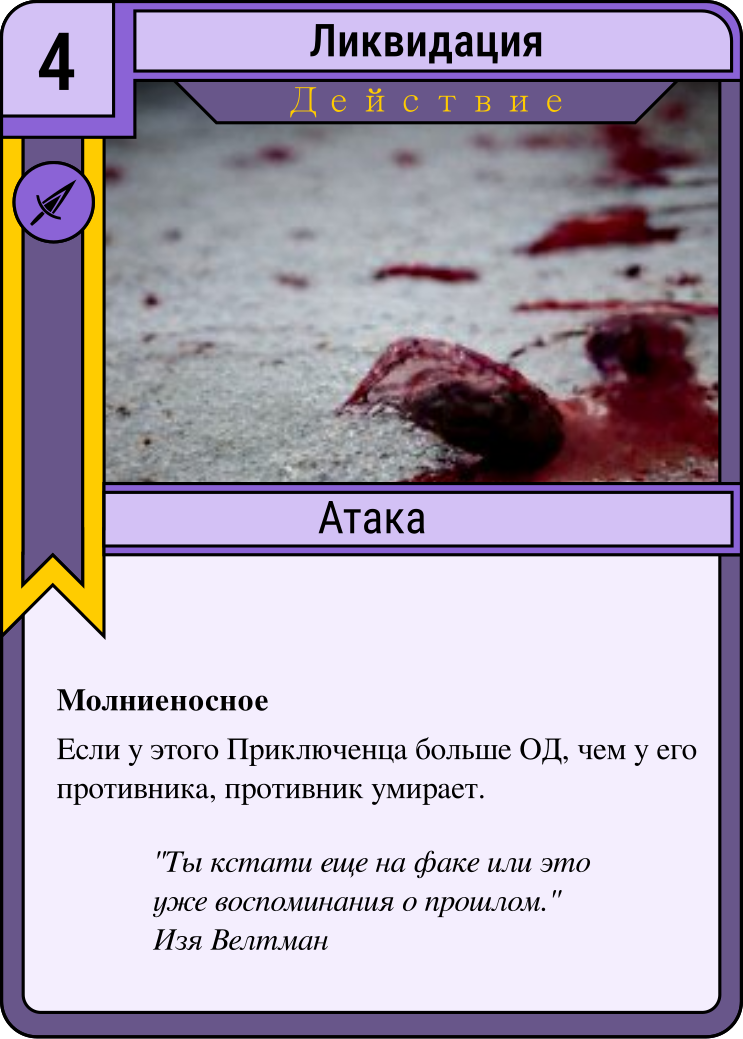 4
Ликвидация
Действие
Атака
Молниеносное
Если у этого Приключенца больше ОД, чем у его
противника, противник умирает.
"Ты кстати еще на факе или это
уже воспоминания о прошлом."
Изя Велтман